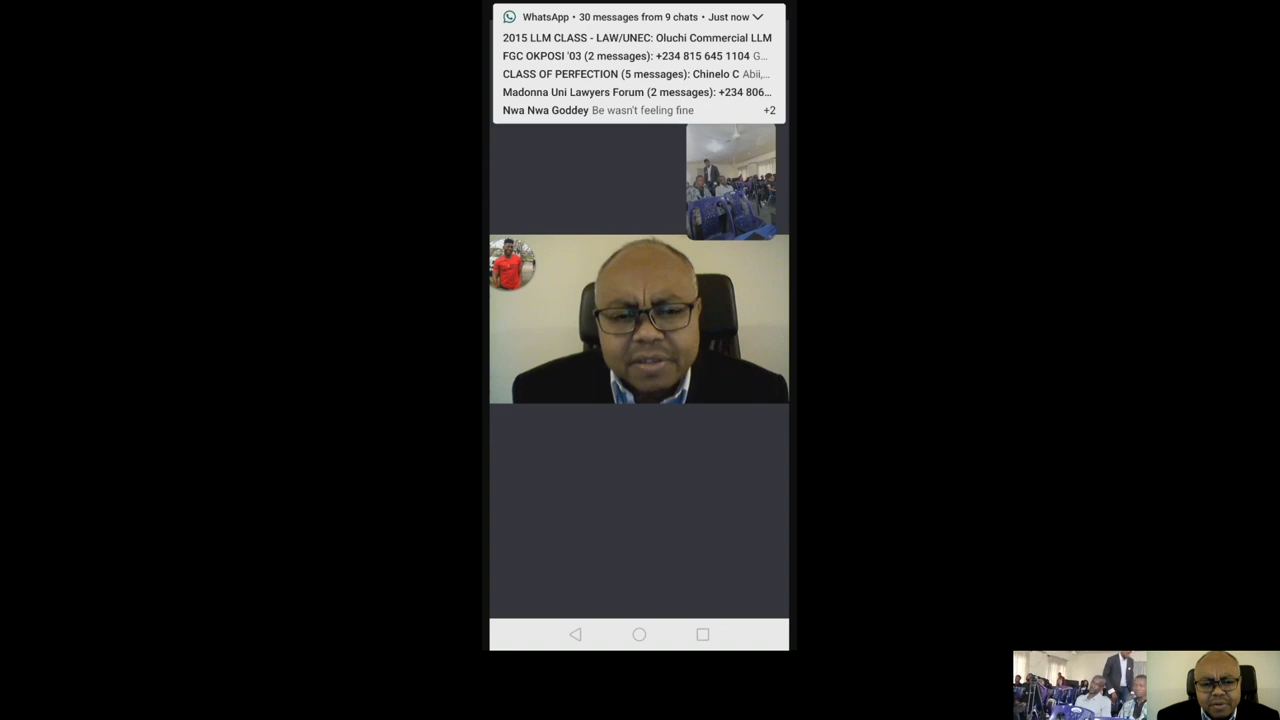 WhatsApp • 30 messages from 9 chats • Just now
2015 LLM CLASS - LAW/UNEC: Oluchi Commercial LLM
FGC OKPOSI '03 (2 messages): +234 815 645 1104 G...
CLASS OF PERFECTION (5 messages): Chinelo C Abii,...
Madonna Uni Lawyers Forum (2 messages): +234 806...
Nwa Nwa Goddey Be wasn't feeling fine +2